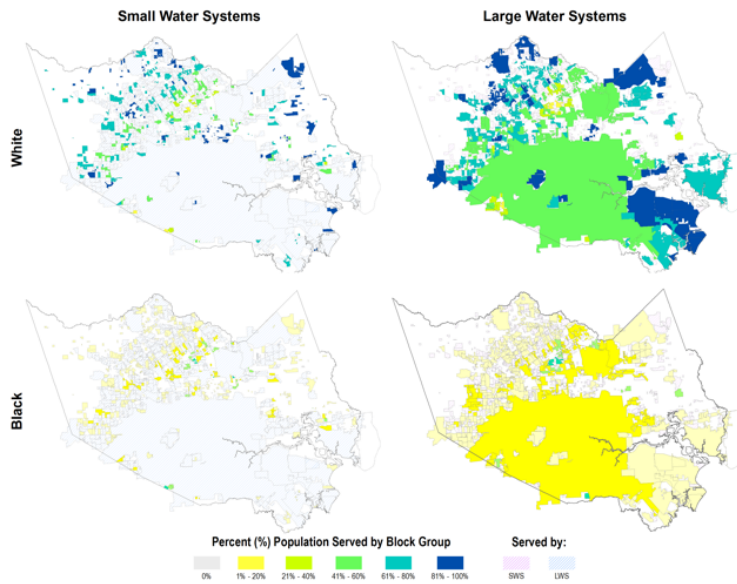 Small Water Systems
Large Water Systems
White
Black
Percent (%) Population Served by Block Group
Served by:
0%
1% - 20%
21% - 40%
41% - 60%
61% - 80%
81% - 100%
SWS
LWS